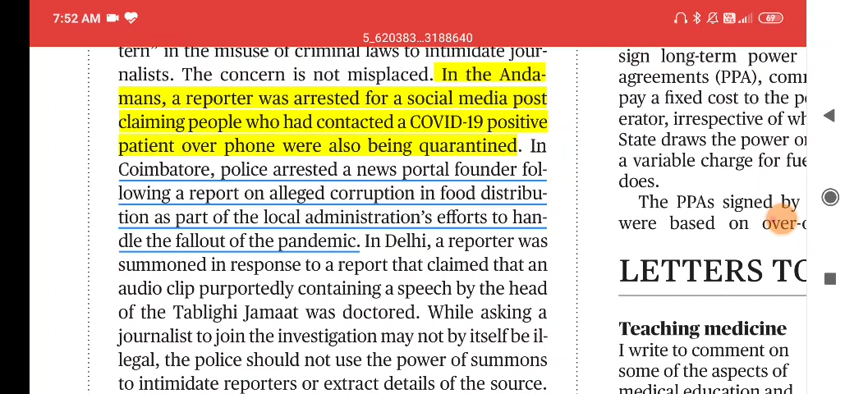 7:52 AM
69
5_620383...3188640
tern” in the misuse of criminal laws to intimidate jour-
nalists. The concern is not misplaced. In the Anda-
mans, a reporter was arrested for a social media post
claiming people who had contacted a COVID-19 positive
patient over phone were also being quarantined. In
Coimbatore, police arrested a news portal founder fol-
lowing a report on alleged corruption in food distribu-
tion as part of the local administration’s efforts to han-
dle the fallout of the pandemic. In Delhi, a reporter was
summoned in response to a report that claimed that an
audio clip purportedly containing a speech by the head
of the Tablighi Jamaat was doctored. While asking a
journalist to join the investigation may not by itself be il-
legal, the police should not use the power of summons
to intimidate reporters or extract details of the source.
sign long-term power
agreements (PPA),
pay a fixed cost to the
erator, irrespective of
State draws the power
a variable charge for
does.
The PPAs signed by
were based on
LETTERS TO
Teaching medicine
I write to comment on
some of the aspects of
medical education and